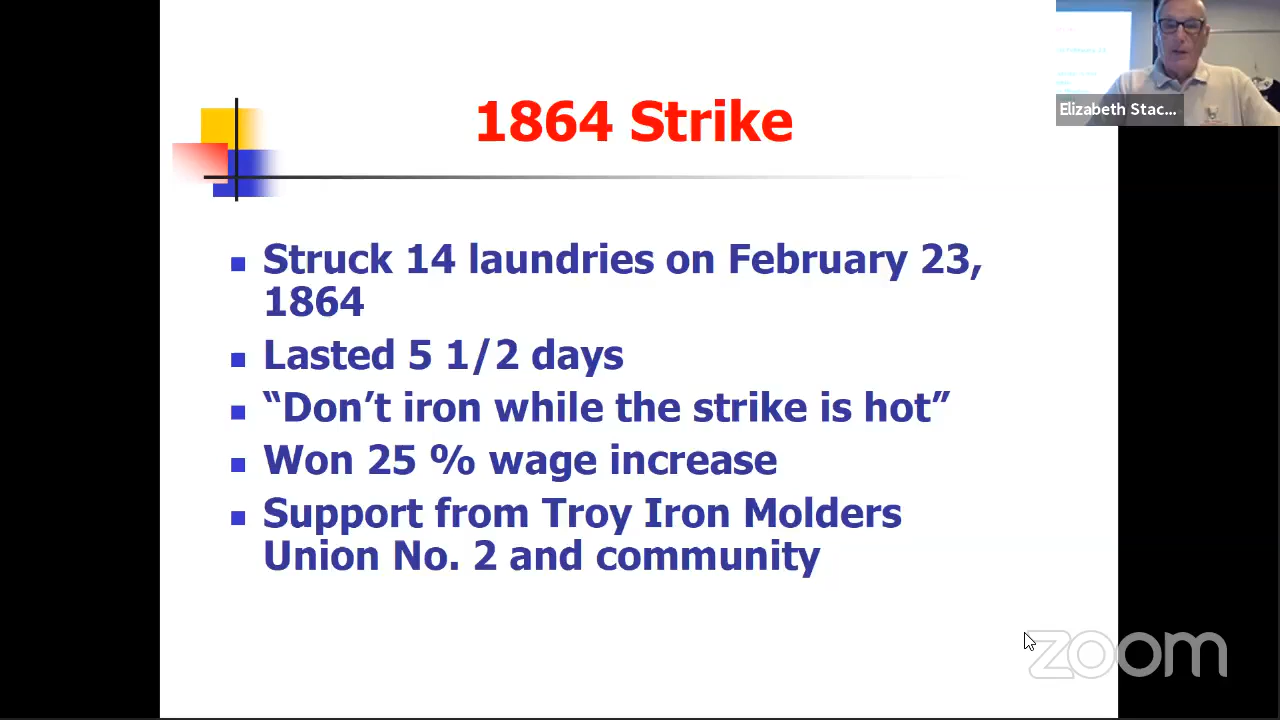 1864 Strike
Elizabeth Stac...
Struck 14 laundries on February 23,
1864
Lasted 5 1/2 days
“Don’t iron while the strike is hot”
Won 25 % wage increase
Support from Troy Iron Molders
Union No. 2 and community
zoom